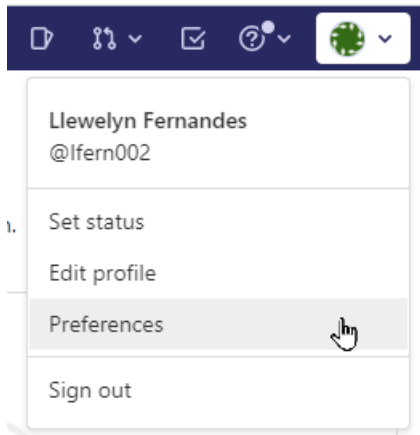 Llewelyn Fernandes
@lfern002
Set status
n.
Edit profile
Preferences
Sign out